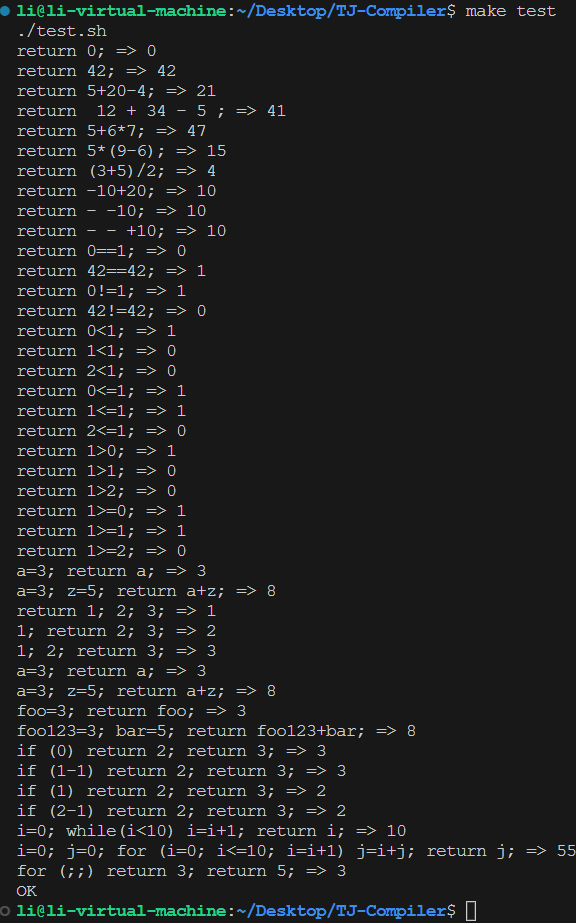 li@li-virtual-machine:~/Desktop/TJ-Compiler$ make test
./test.sh
return 0; => 0
return 42; => 42
return 5+20-4; => 21
return  12 + 34 - 5 ; => 41
return 5+6*7; => 47
return 5*(9-6); => 15
return (3+5)/2; => 4
return -10+20; => 10
return - -10; => 10
return - - +10; => 10
return 0==1; => 0
return 42==42; => 1
return 0!=1; => 1
return 42!=42; => 0
return 0<1; => 1
return 1<1; => 0
return 2<1; => 0
return 0<=1; => 1
return 1<=1; => 1
return 2<=1; => 0
return 1>0; => 1
return 1>1; => 0
return 1>2; => 0
return 1>=0; => 1
return 1>=1; => 1
return 1>=2; => 0
a=3; return a; => 3
a=3; z=5; return a+z; => 8
return 1; 2; 3; => 1
1; return 2; 3; => 2
1; 2; return 3; => 3
a=3; return a; => 3
a=3; z=5; return a+z; => 8
foo=3; return foo; => 3
foo123=3; bar=5; return foo123+bar; => 8
if (0) return 2; return 3; => 3
if (1-1) return 2; return 3; => 3
if (1) return 2; return 3; => 2
if (2-1) return 2; return 3; => 2
i=0; while(i<10) i=i+1; return i; => 10
i=0; j=0; for (i=0; i<=10; i=i+1) j=i+j; return j; => 55
for (;;) return 3; return 5; => 3
OK
li@li-virtual-machine:~/Desktop/TJ-Compiler$